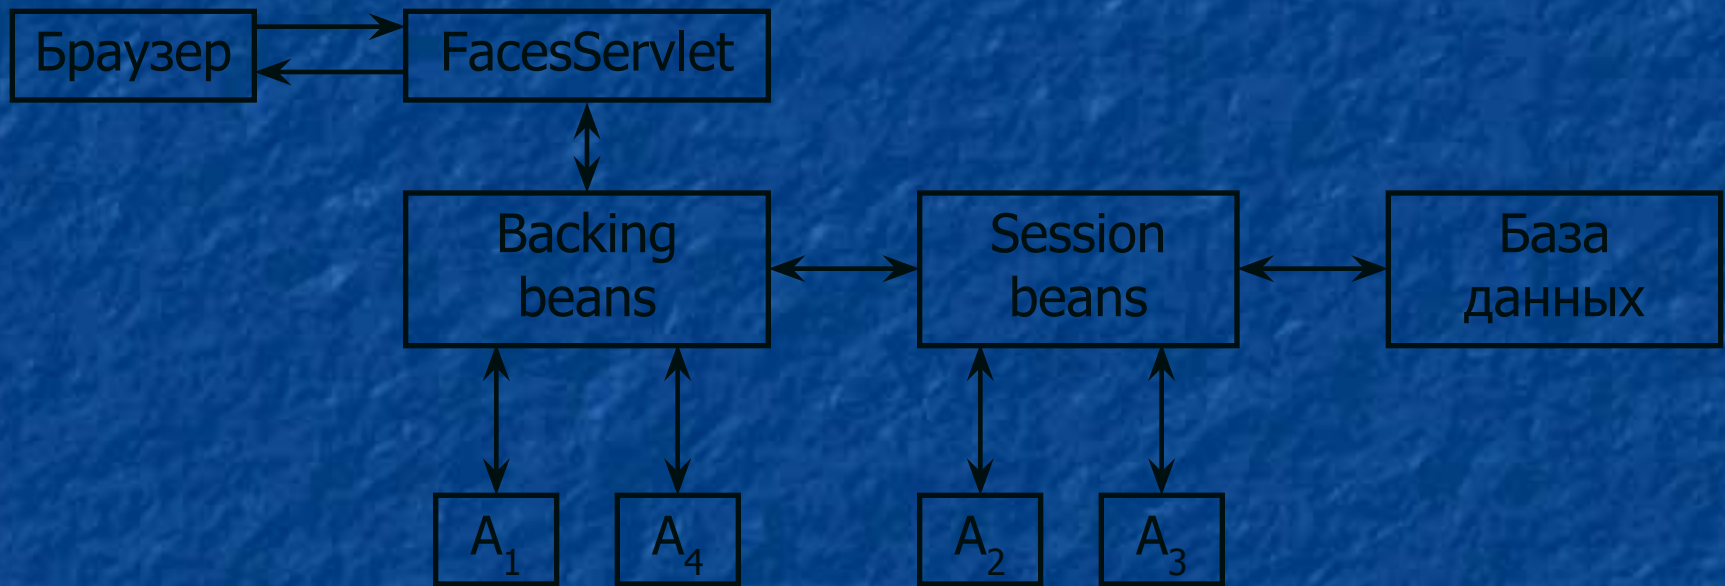 Браузер
FacesServlet
Backing
beans
Session
beans
База
данных
A₁
A₄
A₂
A₃